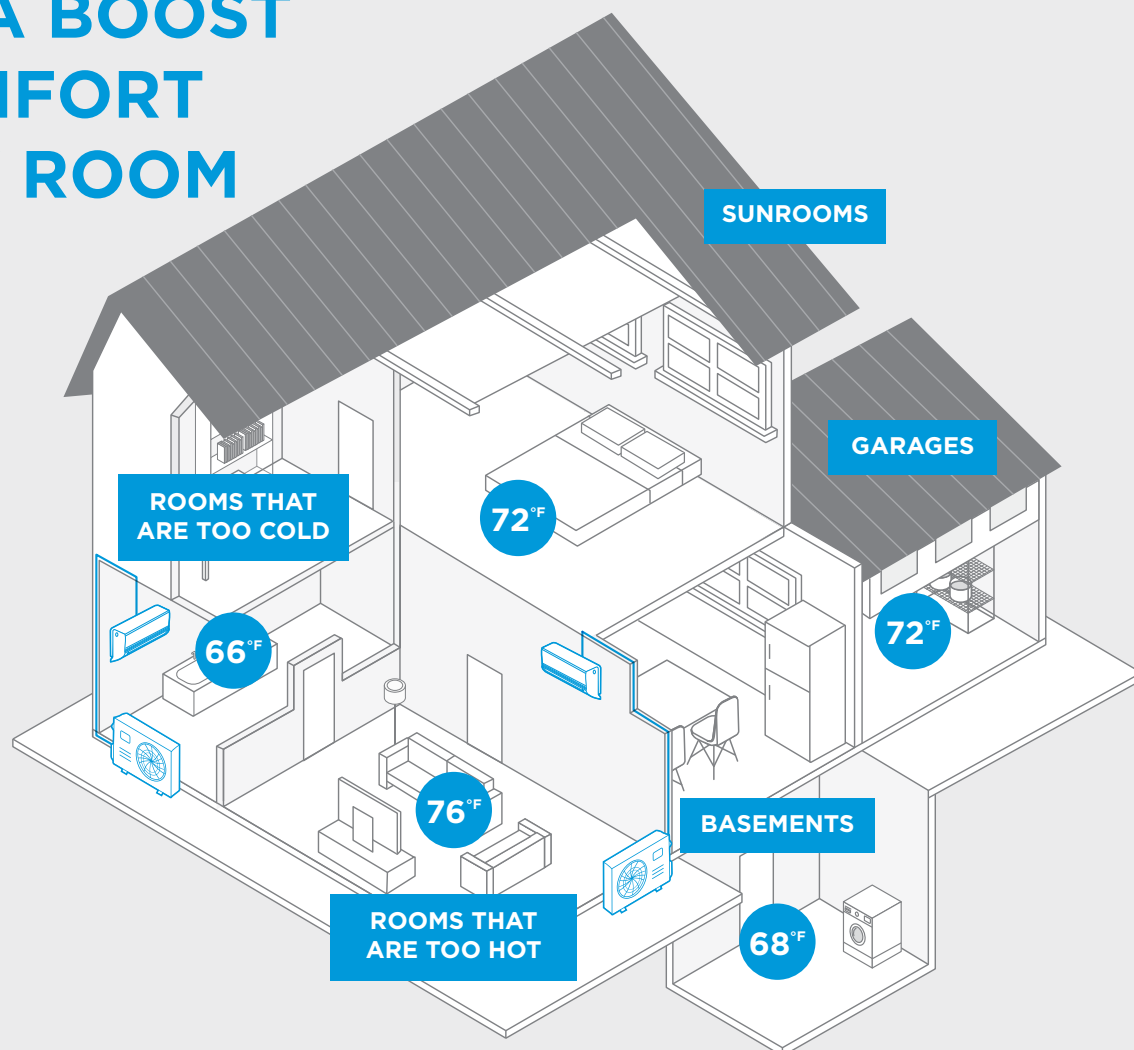 A BOOST
ROOM
SUNROOMS
GARAGES
ROOMS THAT
ARE TOO COLD
72°F
66°F
72°F
76°F
BASEMENTS
ROOMS THAT
ARE TOO HOT
68°F